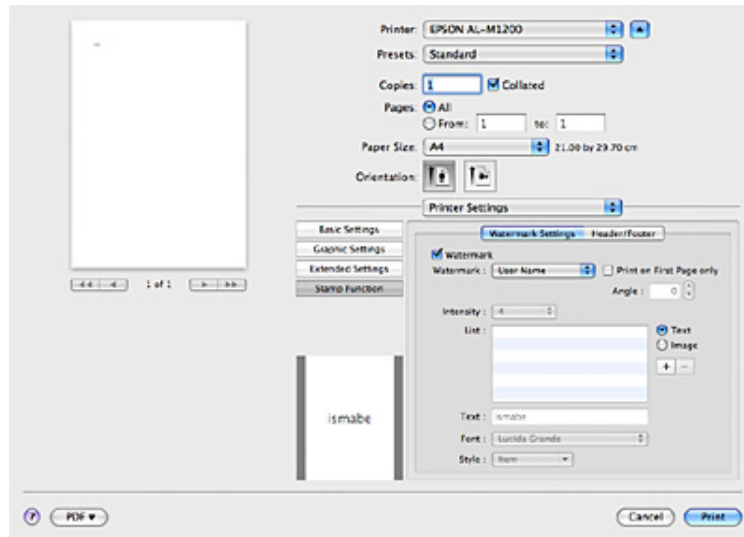 Printer: EPSON AL-M1200
Presets: Standard
Copies: 1 Collated
Pages: All
From: 1 to: 1
Paper Size: A4 21.00 by 29.70 cm
Orientation:
Printer Settings
Basic Settings
Graphic Settings
Extended Settings
Stamp Function
Watermark Settings Header/Footer
Watermark
Watermark : User Name Print on First Page only
Angle : 0
Intensity : 4
List : Text
Image
+ -
Text : ismabe
Font : Lucida Grande
Style : Item
1 of 1
ismabe
? PDF Cancel Print